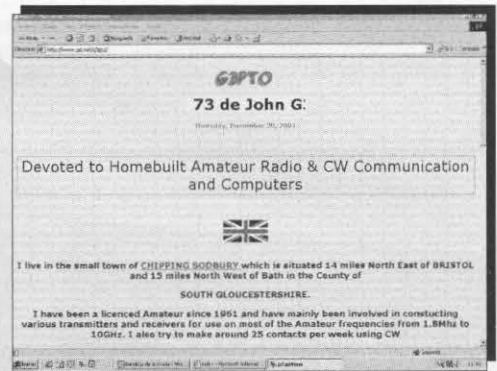 G3PTO
73 de John G:
Devoted to Homebuilt Amateur Radio & CW Communication
and Computers
I live in the small town of CHIPPING SODBURY which is situated 14 miles North East of BRISTOL
and 15 miles North West of Bath in the County of
SOUTH GLOUCESTERSHIRE.
I have been a licenced Amateur since 1961 and have mainly been involved in constucting
various transmitters and receivers for use on most of the Amateur frequencies from 1.8Mhz to
10GHz. I also try to make around 25 contacts per week using CW